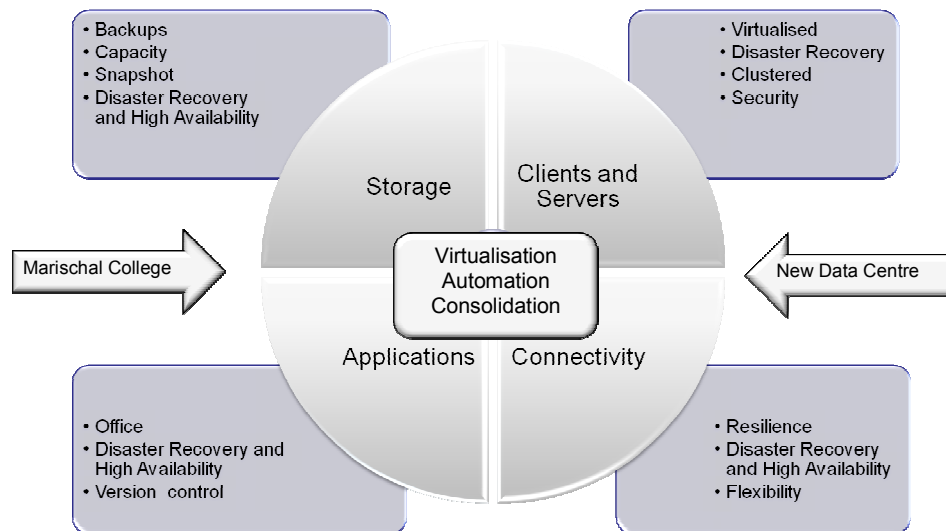 • Backups
• Capacity
• Snapshot
• Disaster Recovery
and High Availability
• Virtualised
• Disaster Recovery
• Clustered
• Security
Storage
Clients and
Servers
Marischal College
Virtualisation
Automation
Consolidation
New Data Centre
Applications
Connectivity
• Office
• Disaster Recovery and
High Availability
• Version control
• Resilience
• Disaster Recovery
and High Availability
• Flexibility